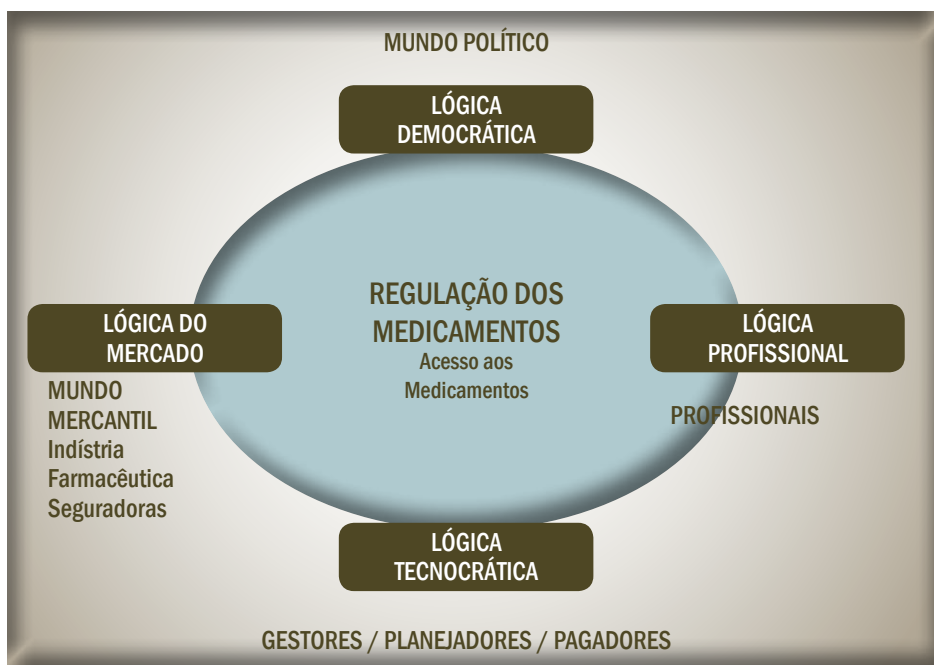 MUNDO POLÍTICO
LÓGICA
DEMOCRÁTICA
REGULAÇÃO DOS
MEDICAMENTOS
Acesso aos
Medicamentos
LÓGICA DO
MERCADO
MUNDO
MERCANTIL
Indístria
Farmacêutica
Seguradoras
LÓGICA
PROFISSIONAL
PROFISSIONAIS
LÓGICA
TECNOCRÁTICA
GESTORES / PLANEJADORES / PAGADORES